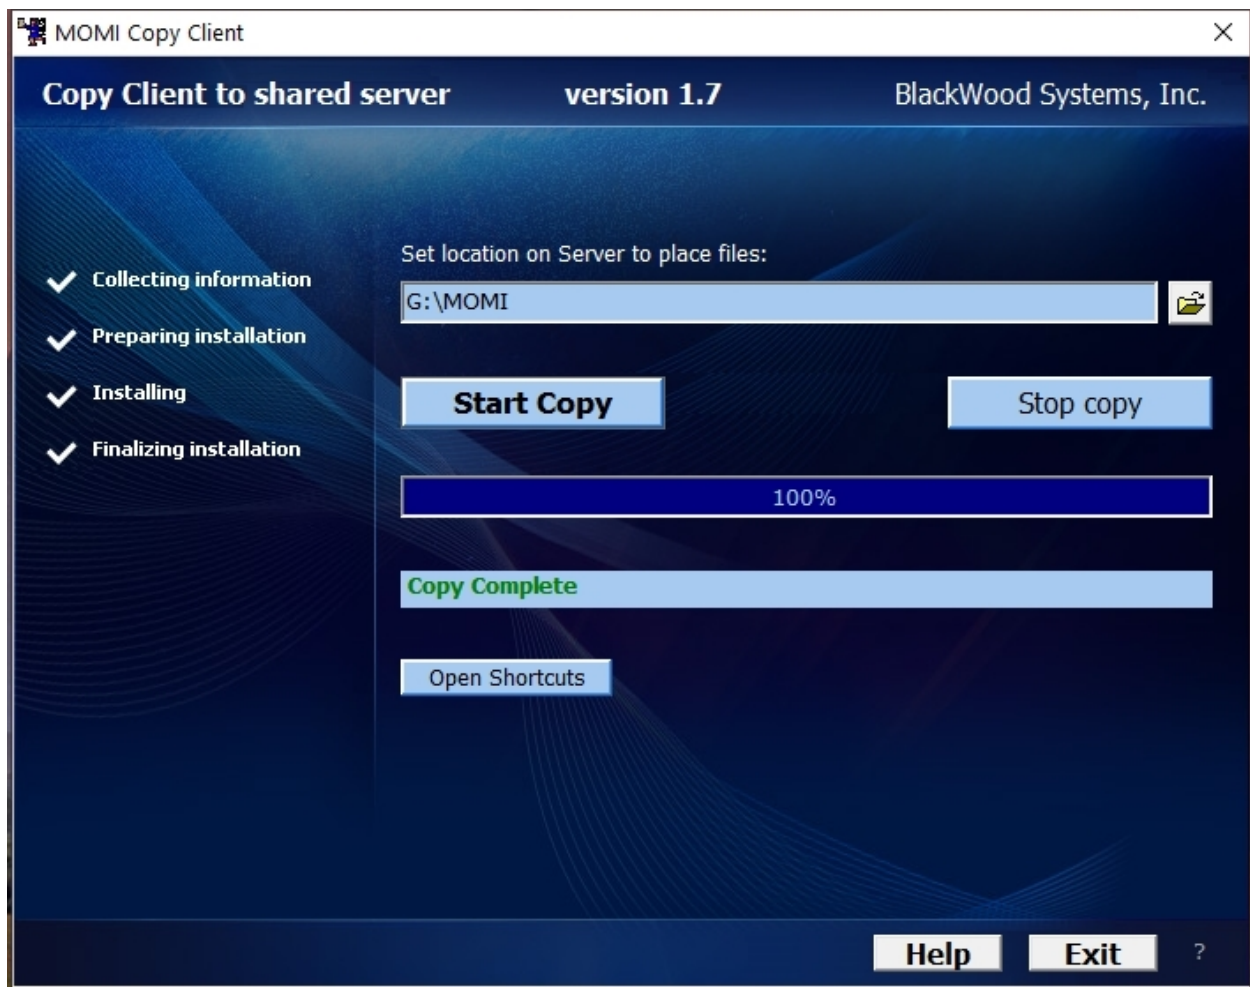 MOMI Copy Client
Copy Client to shared server version 1.7 BlackWood Systems, Inc.
Collecting information
Preparing installation
Installing
Finalizing installation
Set location on Server to place files:
G:\MOMI
Start Copy Stop copy
100%
Copy Complete
Open Shortcuts
Help Exit ?